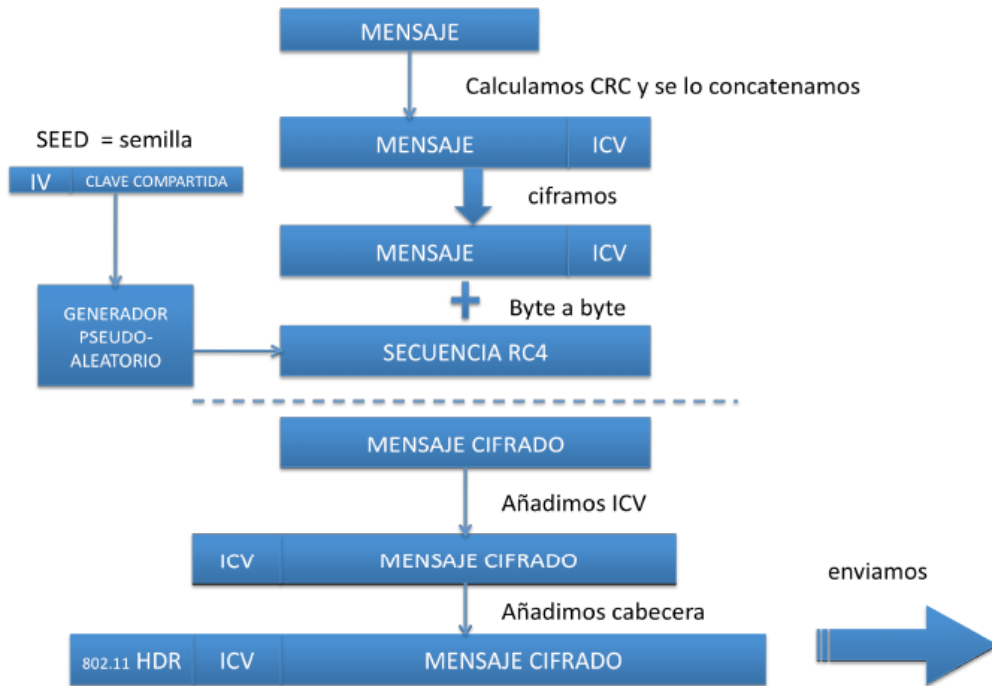 MENSAJE
Calculamos CRC y se lo concatenamos
MENSAJE ICV
SEED = semilla
IV CLAVE COMPARTIDA
ciframos
MENSAJE ICV
Byte a byte
GENERADOR
PSEUDO-
ALEATORIO
SECUENCIA RC4
MENSAJE CIFRADO
Añadimos ICV
ICV MENSAJE CIFRADO
enviamos
Añadimos cabecera
802.11 HDR ICV MENSAJE CIFRADO